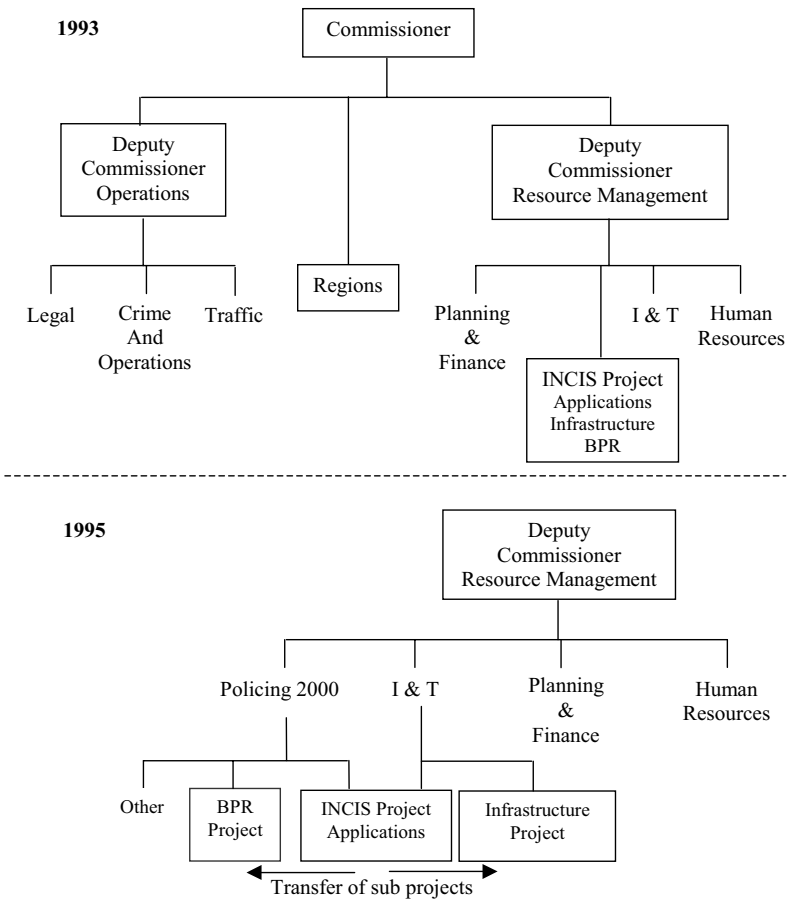 1993
Commissioner
Deputy
Commissioner
Operations
Deputy
Commissioner
Resource Management
Regions
Legal
Crime
And
Operations
Traffic
Planning
&
Finance
I & T
Human
Resources
INCIS Project
Applications
Infrastructure
BPR
1995
Deputy
Commissioner
Resource Management
Policing 2000
I & T
Planning
&
Finance
Human
Resources
Other
BPR
Project
INCIS Project
Applications
Infrastructure
Project
Transfer of sub projects